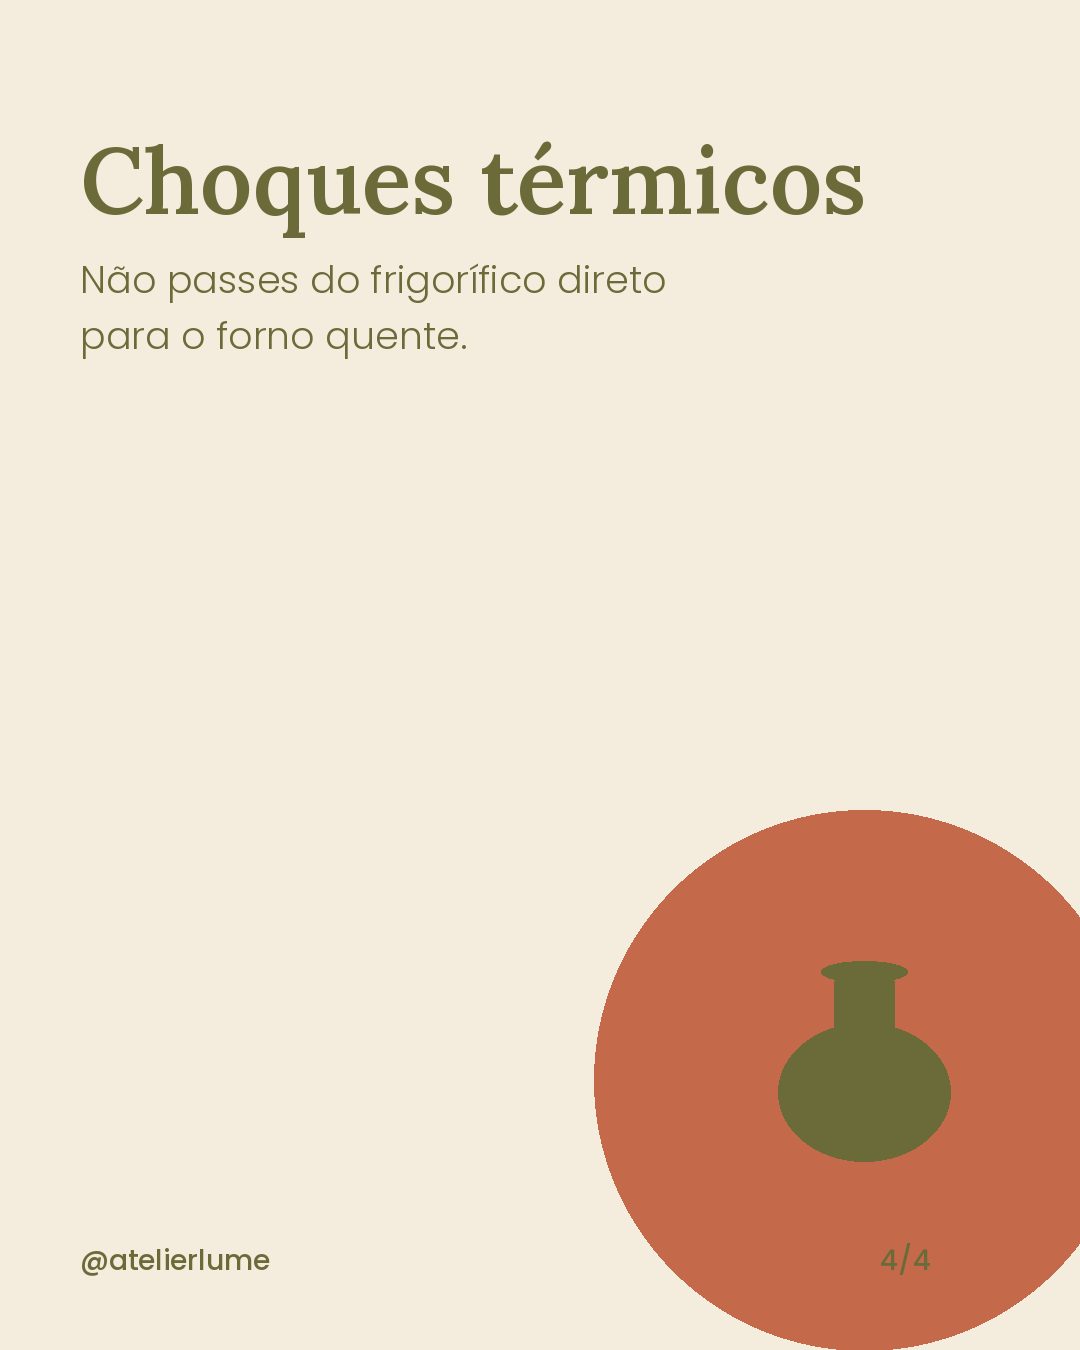 Choques térmicos
Não passes do frigorífico direto
para o forno quente.
@atelierlume
4/4